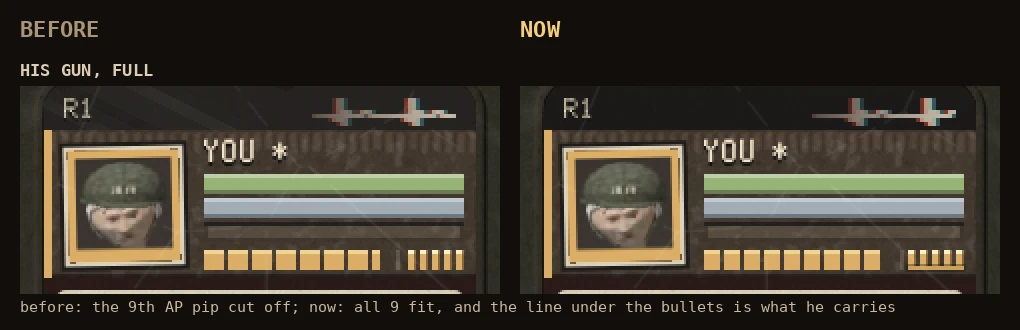 BEFORE NOW
HIS GUN, FULL
R1 R1
YOU * YOU *
before: the 9th AP pip cut off; now: all 9 fit, and the line under the bullets is what he carries